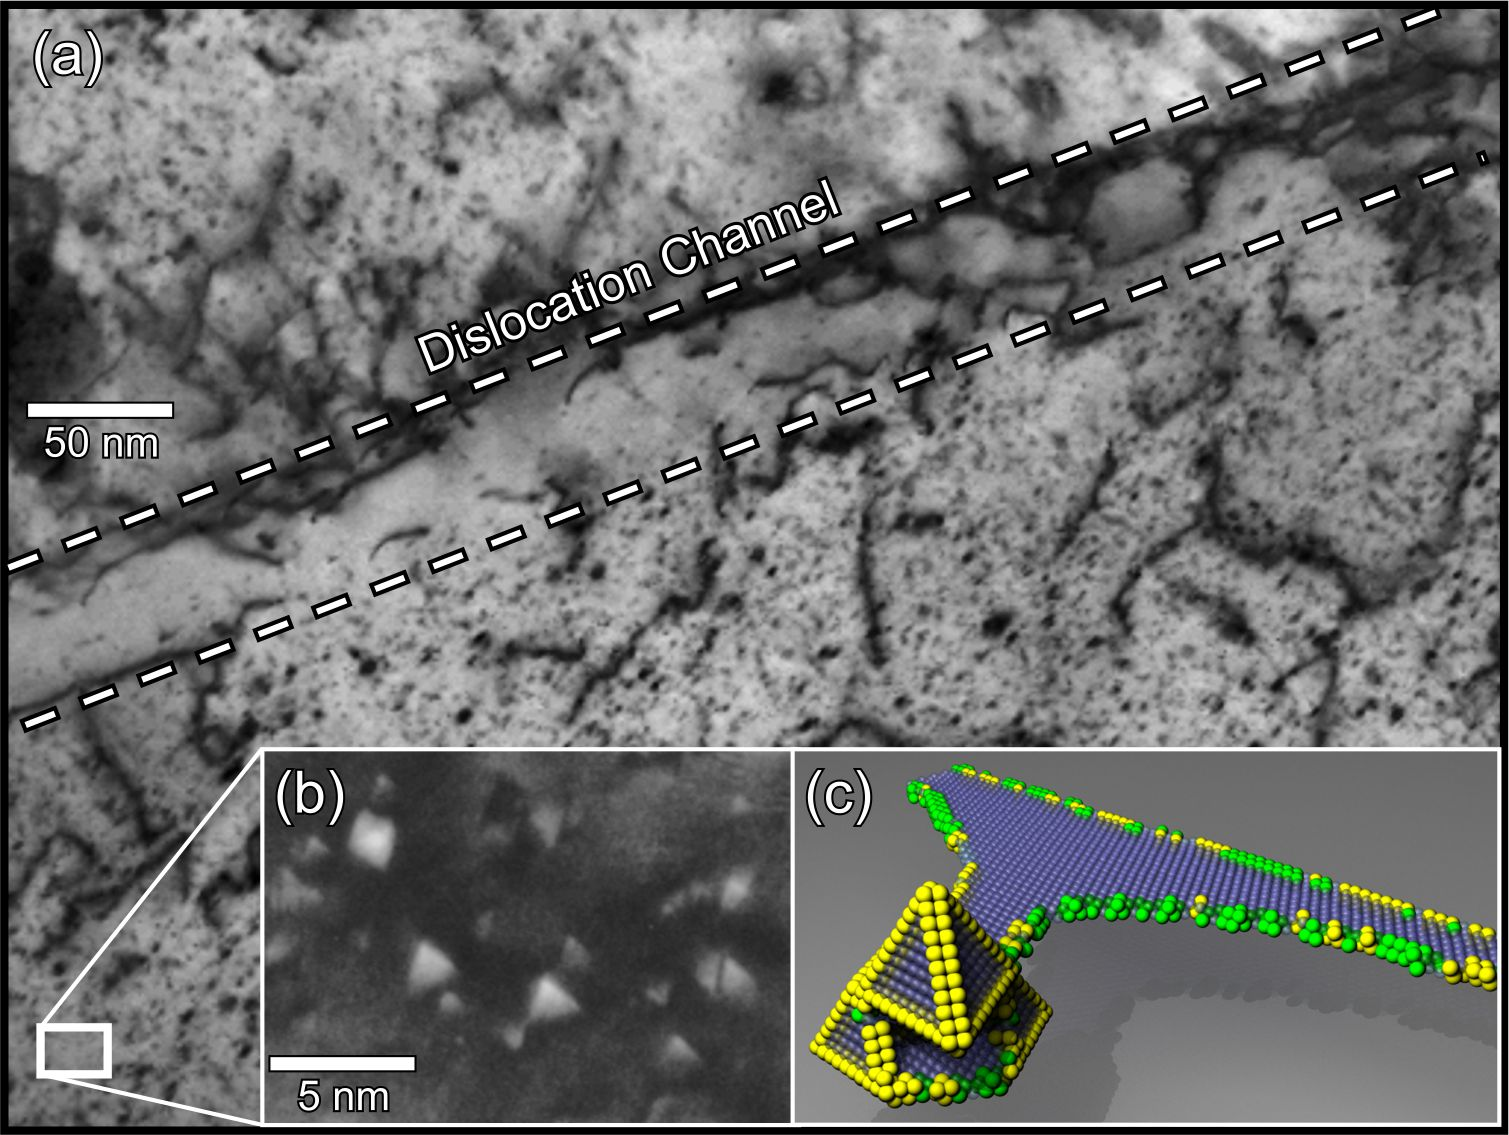 (a)
Dislocation Channel
50 nm
(b)
5 nm
(c)